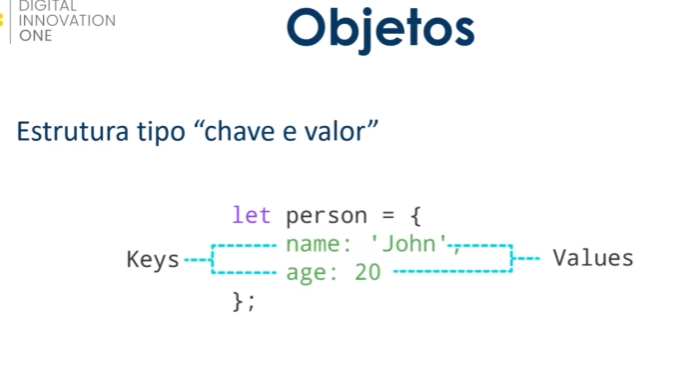 DIGITAL
INNOVATION
ONE
Objetos
Estrutura tipo “chave e valor”
let person = {
name: 'John',
Keys
Values
age: 20
};